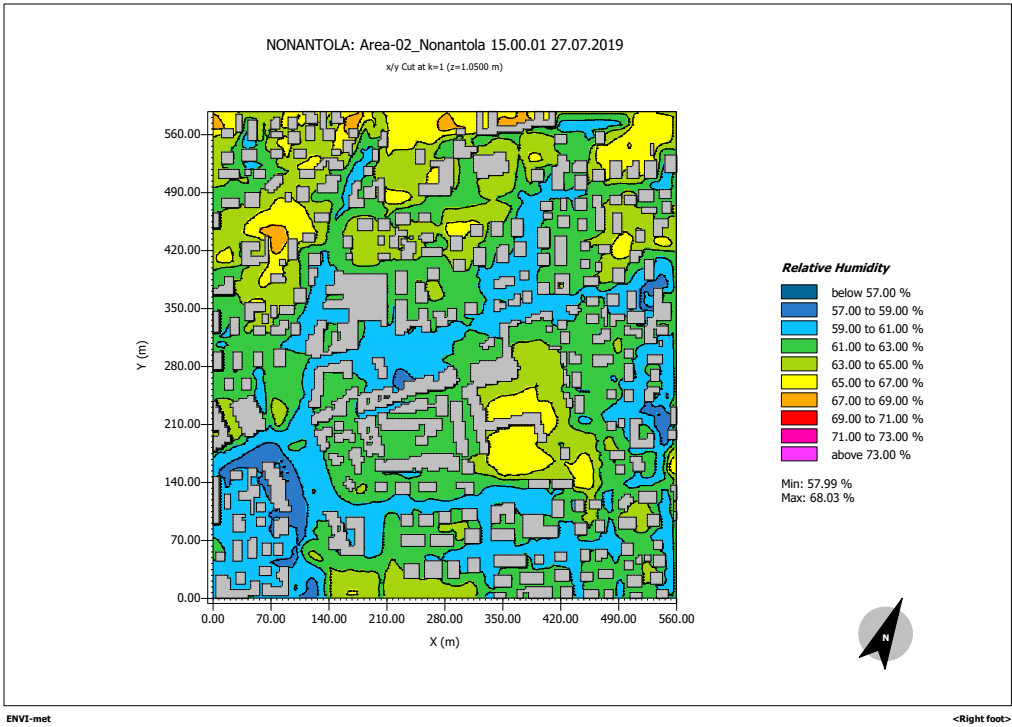 NONANTOLA: Area-02_Nonantola 15.00.01 27.07.2019
x/y Cut at k=1 (z=1.0500 m)
560.00
490.00
420.00
350.00
280.00
210.00
140.00
70.00
0.00
Y (m)
0.00 70.00 140.00 210.00 280.00 350.00 420.00 490.00 560.00
X (m)
Relative Humidity
below 57.00 %
57.00 to 59.00 %
59.00 to 61.00 %
61.00 to 63.00 %
63.00 to 65.00 %
65.00 to 67.00 %
67.00 to 69.00 %
69.00 to 71.00 %
71.00 to 73.00 %
above 73.00 %
Min: 57.99 %
Max: 68.03 %
N
ENVI-met
<Right foot>